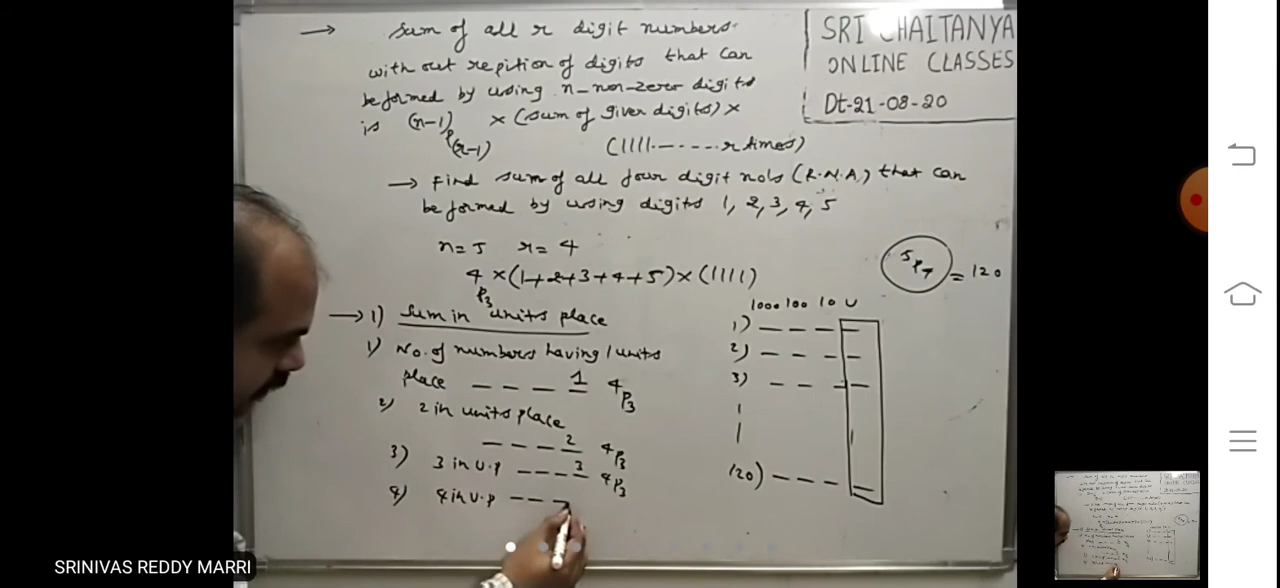 → Sum of all r digit numbers
with out repition of digits that can
be formed by using n-non-zero digits
is (n-1)P(r-1) × (sum of given digits) ×
(1111------r times)
→ Find sum of all four digit nols (R.N.A) that can
be formed by using digits 1, 2, 3, 4, 5
n=5 r=4
4P3 ×(1+2+3+4+5)×(1111)
→ 1) Sum in units place
1) No. of numbers having 1 units
place _ _ _ 1 4P3
2) 2 in units place
_ _ _ 2 4P3
3) 3 in U.P _ _ _ 3 4P3
4) 4 in U.P _ _ _
SRI CHAITANYA
ONLINE CLASSES
Dt-21-08-20
5P4 = 120
1000 100 10 U
1) _ _ _ _
2) _ _ _ _
3) _ _ _ _
120) _ _ _ _
SRINIVAS REDDY MARRI